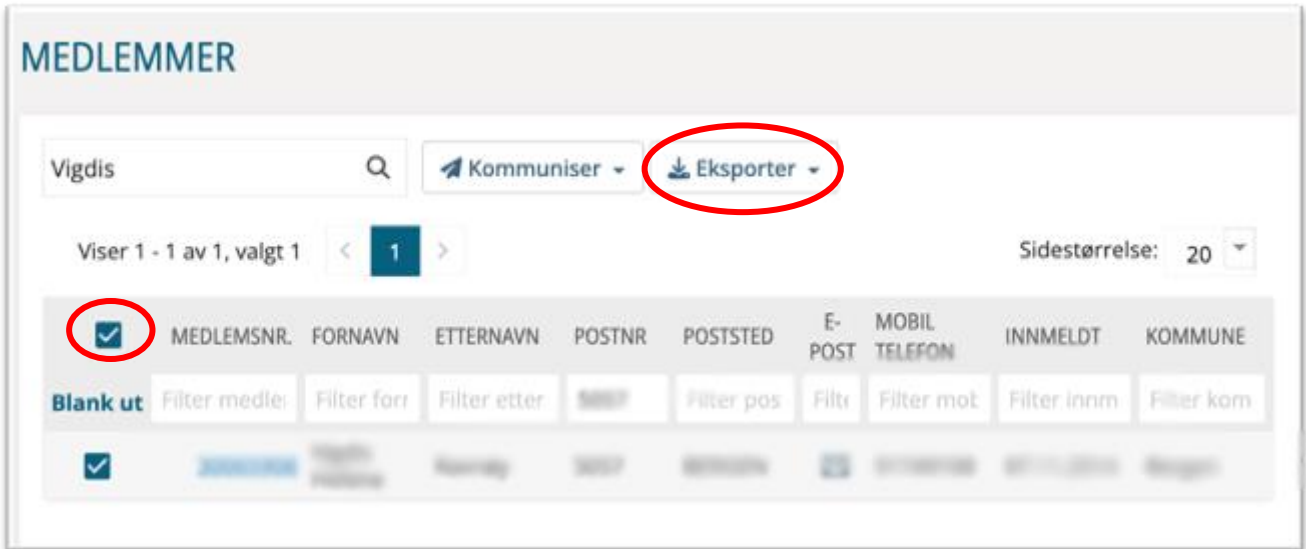 MEDLEMMER
Vigdis Kommuniser Eksporter
Viser 1 - 1 av 1, valgt 1 < 1 > Sidestørrelse: 20
MEDLEMSNR. FORNAVN ETTERNAVN POSTNR POSTSTED E-POST MOBIL TELEFON INNMELDT KOMMUNE
Blank ut Filter medle Filter forr Filter etter Filter pos Filte Filter mob Filter innm Filter kom